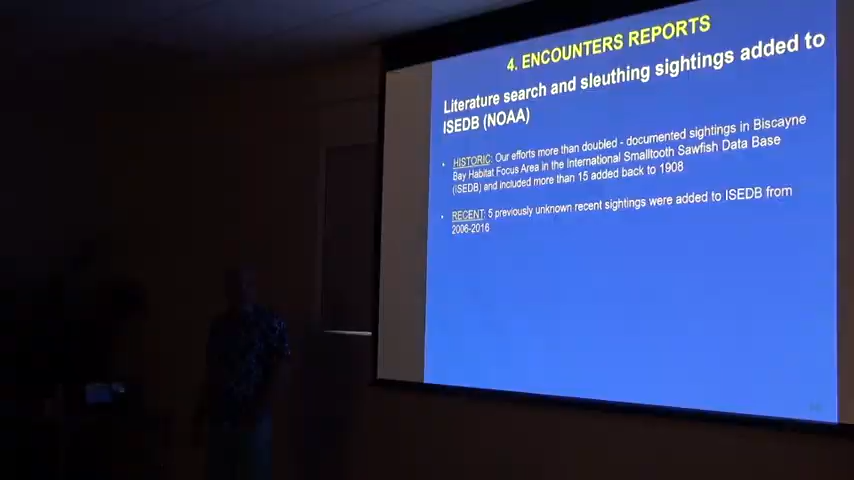 4. ENCOUNTERS REPORTS
Literature search and sleuthing sightings added to
ISEDB (NOAA)
• HISTORIC: Our efforts more than doubled - documented sightings in Biscayne
Bay Habitat Focus Area in the International Smalltooth Sawfish Data Base
(ISEDB) and included more than 15 added back to 1908
• RECENT: 5 previously unknown recent sightings were added to ISEDB from
2006-2016